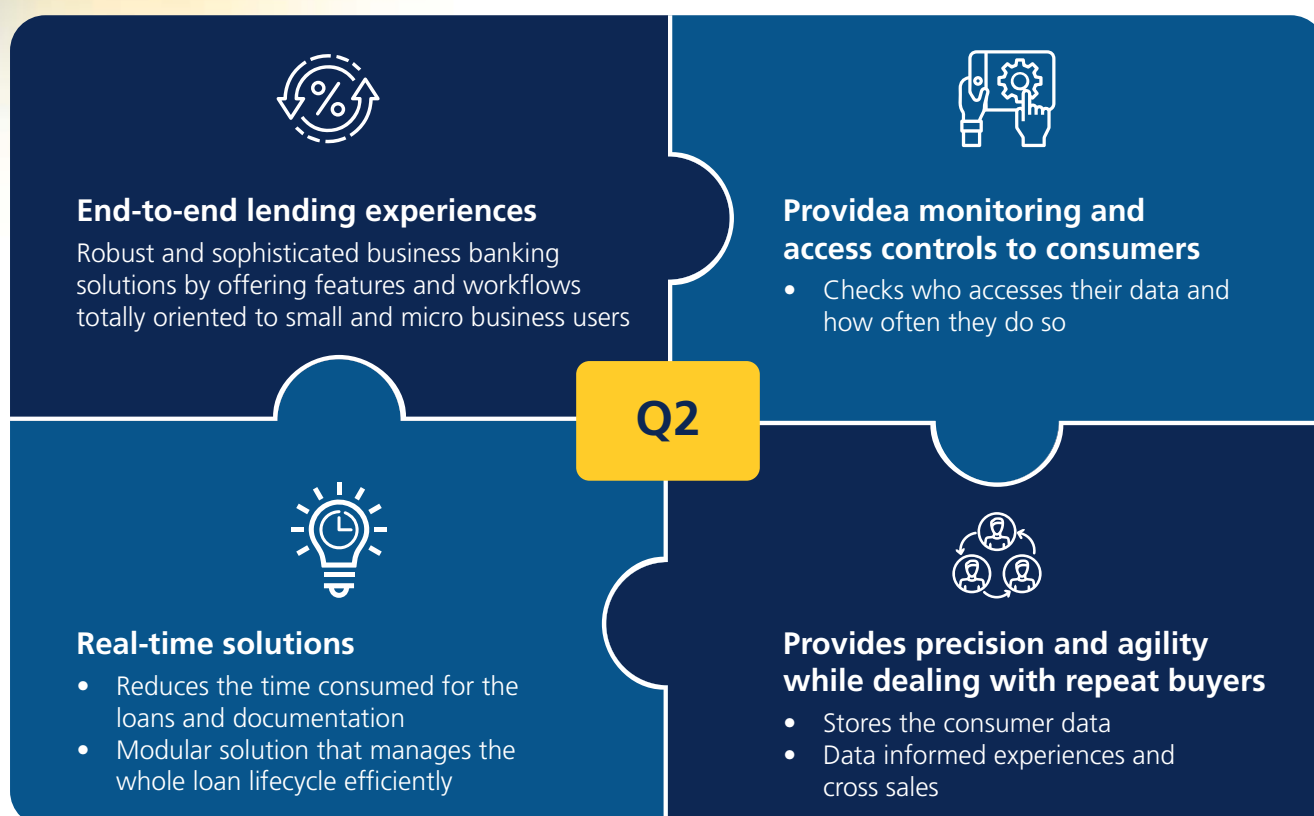 %
End-to-end lending experiences
Robust and sophisticated business banking
solutions by offering features and workflows
totally oriented to small and micro business users
Providea monitoring and
access controls to consumers
• Checks who accesses their data and
how often they do so
Q2
Real-time solutions
• Reduces the time consumed for the
loans and documentation
• Modular solution that manages the
whole loan lifecycle efficiently
Provides precision and agility
while dealing with repeat buyers
• Stores the consumer data
• Data informed experiences and
cross sales